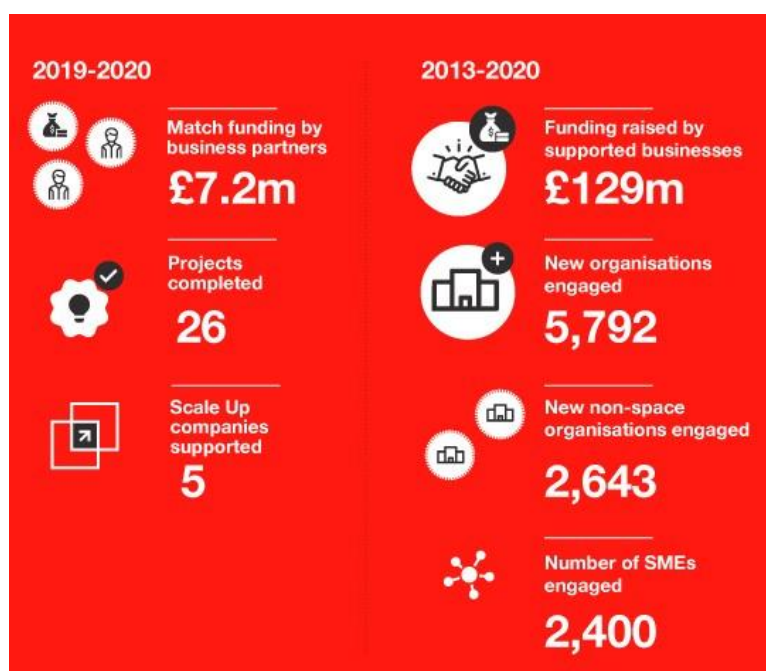 2019-2020
Match funding by
business partners
£7.2m
Projects
completed
26
Scale Up
companies
supported
5
2013-2020
Funding raised by
supported businesses
£129m
New organisations
engaged
5,792
New non-space
organisations engaged
2,643
Number of SMEs
engaged
2,400